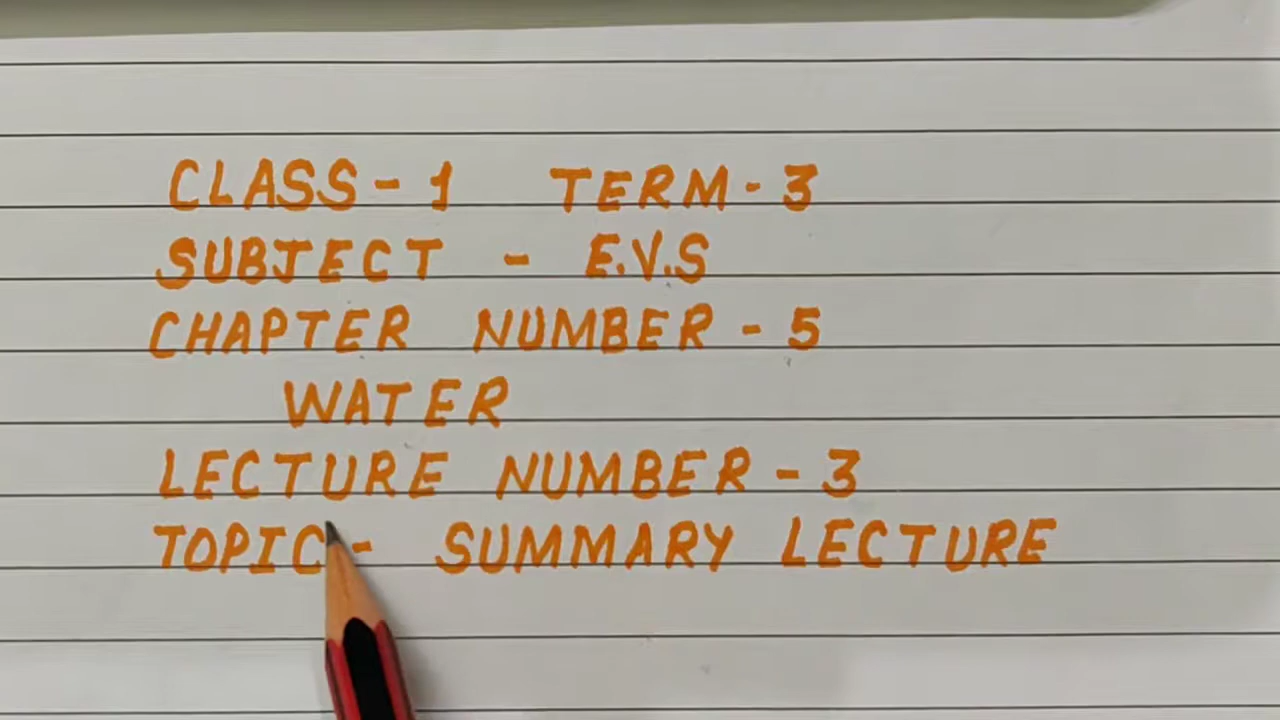 CLASS - 1 TERM - 3
SUBJECT - E.V.S
CHAPTER NUMBER - 5
WATER
LECTURE NUMBER - 3
TOPIC - SUMMARY LECTURE